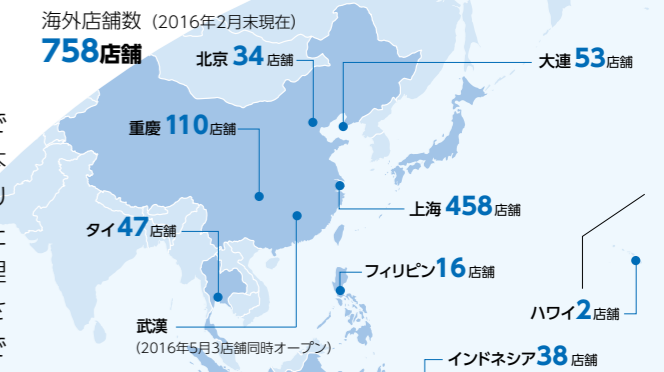 海外店舗数（2016年2月末現在）
758店舗
北京 34店舗
大連 53店舗
重慶 110店舗
上海 458店舗
タイ47店舗
フィリピン16店舗
ハワイ2店舗
武漢
（2016年5月3店舗同時オープン）
インドネシア38店舗
で
り
に
を
で